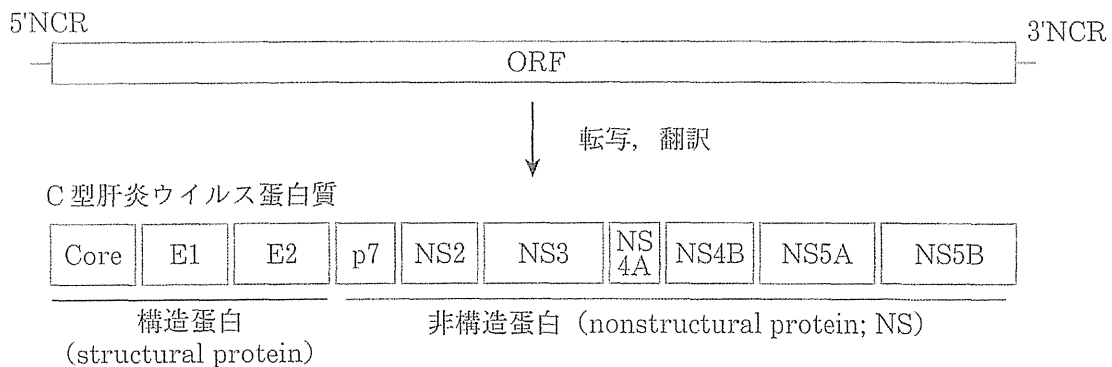 5'NCR
3'NCR
ORF
転写，翻訳
C型肝炎ウイルス蛋白質
Core E1 E2 p7 NS2 NS3 NS 4A NS4B NS5A NS5B
構造蛋白
(structural protein)
非構造蛋白 (nonstructural protein; NS)